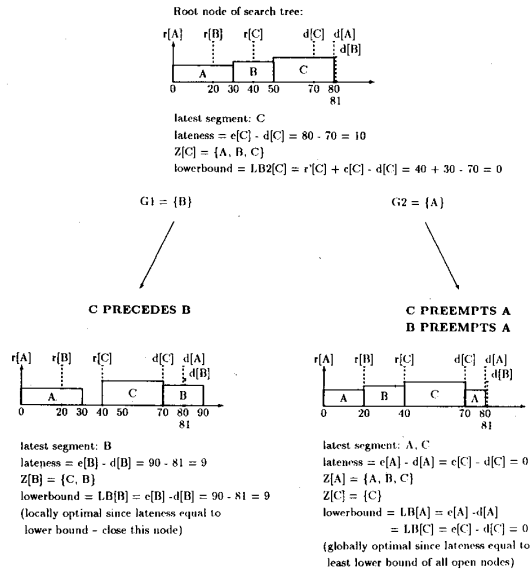 Root node of search tree:
r[A] r[B] r[C] d[C] d[A]
d[B]
A B C
0 20 30 40 50 70 80
81
latest segment: C
lateness = e[C] - d[C] = 80 - 70 = 10
Z[C] = {A, B, C}
lowerbound = LB2[C] = r'[C] + c[C] - d[C] = 40 + 30 - 70 = 0
G1 = {B} G2 = {A}
C PRECEDES B
C PREEMPTS A
B PREEMPTS A
r[A] r[B] r[C] d[C] d[A]
d[B]
A C B
0 20 30 40 70 80 90
81
latest segment: B
lateness = e[B] - d[B] = 90 - 81 = 9
Z[B] = {C, B}
lowerbound = LB[B] = e[B] -d[B] = 90 - 81 = 9
(locally optimal since lateness equal to
lower bound - close this node)
r[A] r[B] r[C] d[C] d[A]
d[B]
A B C A
0 20 40 70 80
81
latest segment: A, C
lateness = e[A] - d[A] = e[C] - d[C] = 0
Z[A] = {A, B, C}
Z[C] = {C}
lowerbound = LB[A] = e[A] -d[A]
= LB[C] = e[C] - d[C] = 0
(globally optimal since lateness equal to
least lower bound of all open nodes)